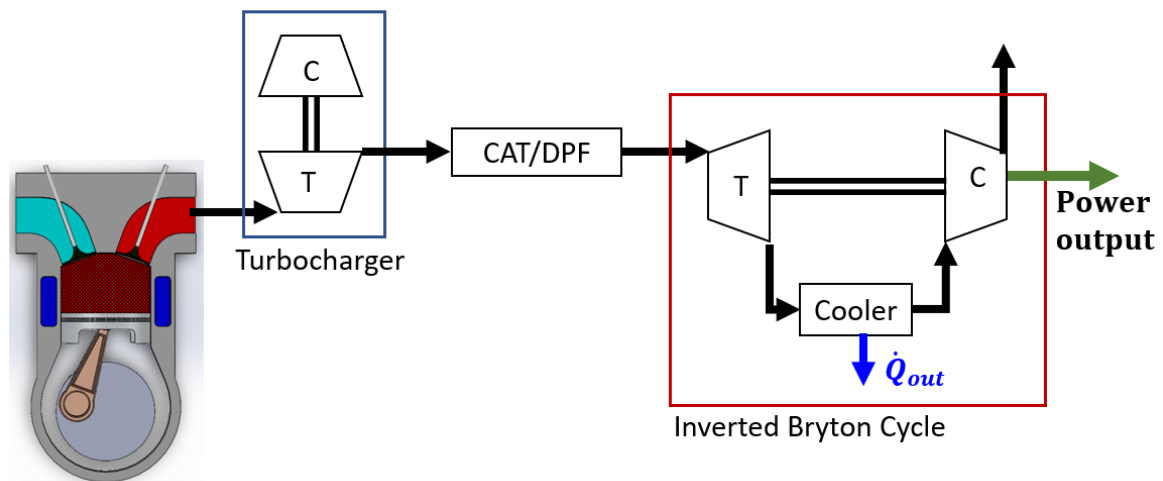 C
T
Turbocharger
CAT/DPF
T
C
Power
output
Cooler
Q̇out
Inverted Bryton Cycle